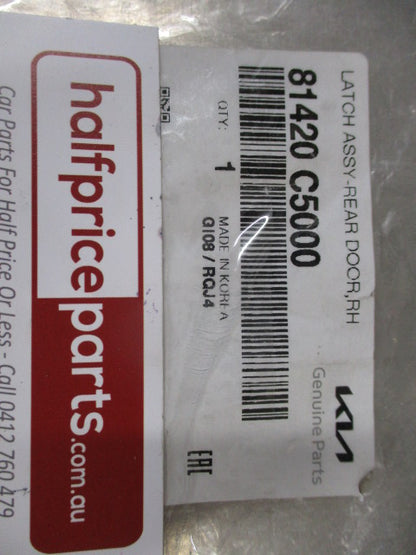 LATCH ASSY-REAR DOOR,RH
81420 C5000
QTY: 1
MADE IN KOREA
QI08 / RQJ4
KIA
Genuine Parts
EAC
halfpriceparts.com.au
Car Parts For Half Price Or Less - Call 0412 760 479